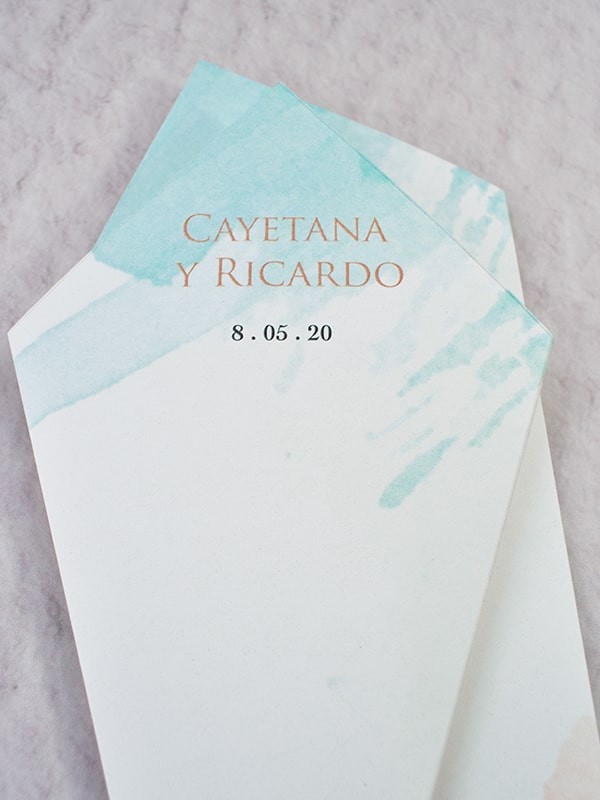 CAYETANA
Y RICARDO
8 . 05 . 20